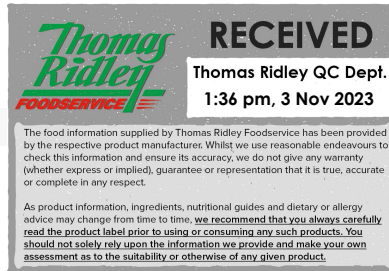 Thomas
Ridley
FOODSERVICE
RECEIVED
Thomas Ridley QC Dept.
1:36 pm, 3 Nov 2023
The food information supplied by Thomas Ridley Foodservice has been provided
by the respective product manufacturer. Whilst we use reasonable endeavours to
check this information and ensure its accuracy, we do not give any warranty
(whether express or implied), guarantee or representation that it is true, accurate
or complete in any respect.
As product information, ingredients, nutritional guides and dietary or allergy
advice may change from time to time, we recommend that you always carefully
read the product label prior to using or consuming any such products. You
should not solely rely upon the information we provide and make your own
assessment as to the suitability or otherwise of any given product.